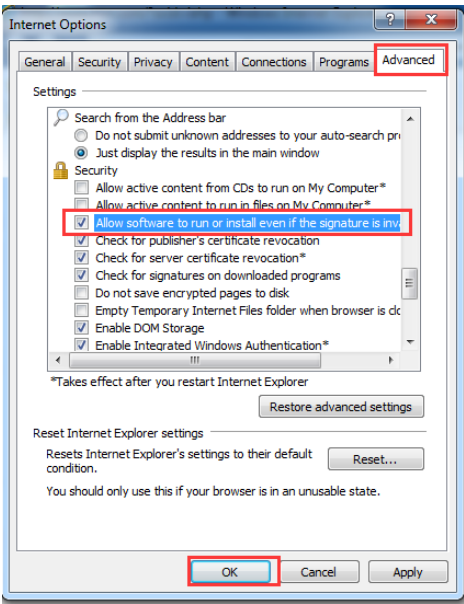 Internet Options
General Security Privacy Content Connections Programs Advanced
Settings
Search from the Address bar
Do not submit unknown addresses to your auto-search
Just display the results in the main window
Security
Allow active content from CDs to run on My Computer*
Allow active content to run in files on My Computer*
Allow software to run or install even if the signature is
Check for publisher's certificate revocation
Check for server certificate revocation*
Check for signatures on downloaded programs
Do not save encrypted pages to disk
Empty Temporary Internet Files folder when browser is
Enable DOM Storage
Enable Integrated Windows Authentication*
*Takes effect after you restart Internet Explorer
Restore advanced settings
Reset Internet Explorer settings
Resets Internet Explorer's settings to their default
condition.
Reset...
You should only use this if your browser is in an unusable state.
OK Cancel Apply